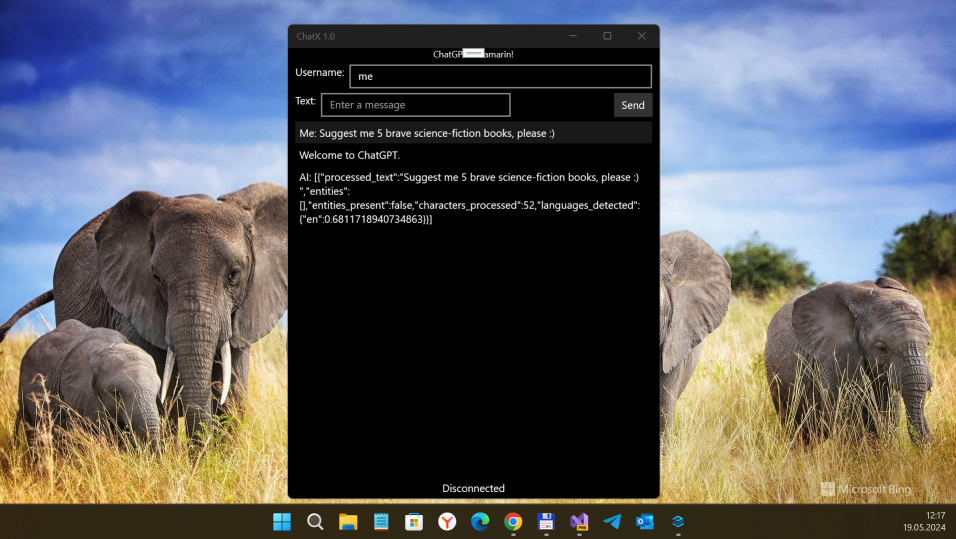 ChatX 1.0
ChatGP amarin!
Username:
me
Text:
Enter a message
Send
Me: Suggest me 5 brave science-fiction books, please :)
Welcome to ChatGPT.
AI: [{"processed_text":"Suggest me 5 brave science-fiction books, please :)
","entities":
[],"entities_present":false,"characters_processed":52,"languages_detected":
{"en":0.6811718940734863}}]
Disconnected
Microsoft Bing
12:17
19.05.2024